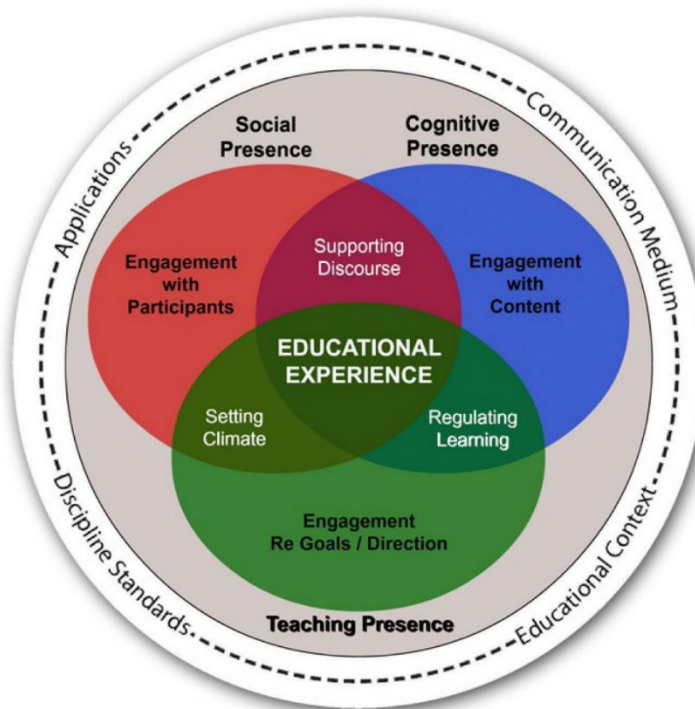 Social
Presence
Cognitive
Presence
Applications
Communication Medium
Engagement
with
Participants
Supporting
Discourse
Engagement
with
Content
EDUCATIONAL
EXPERIENCE
Setting
Climate
Regulating
Learning
Engagement
Re Goals / Direction
Teaching Presence
Discipline Standards
Educational Context